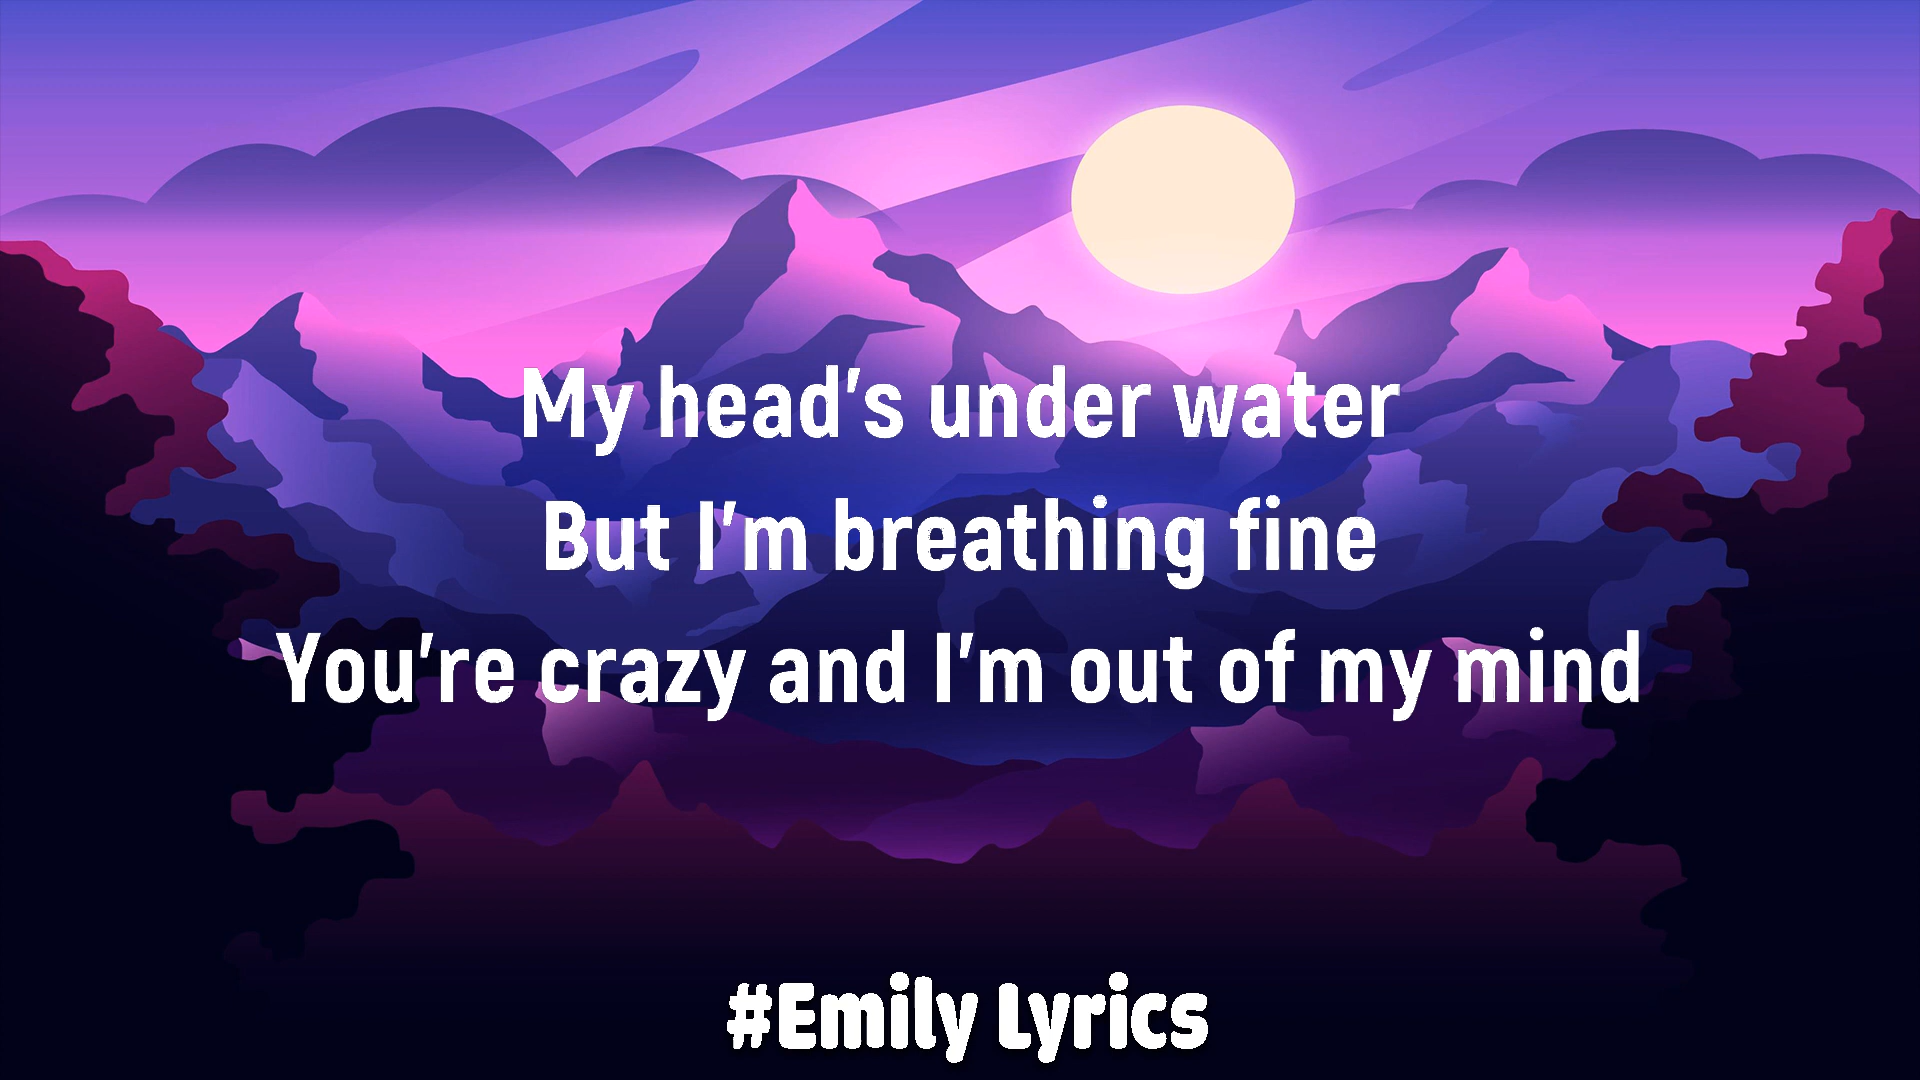 My head's under water
But I'm breathing fine
You're crazy and I'm out of my mind
#Emily Lyrics